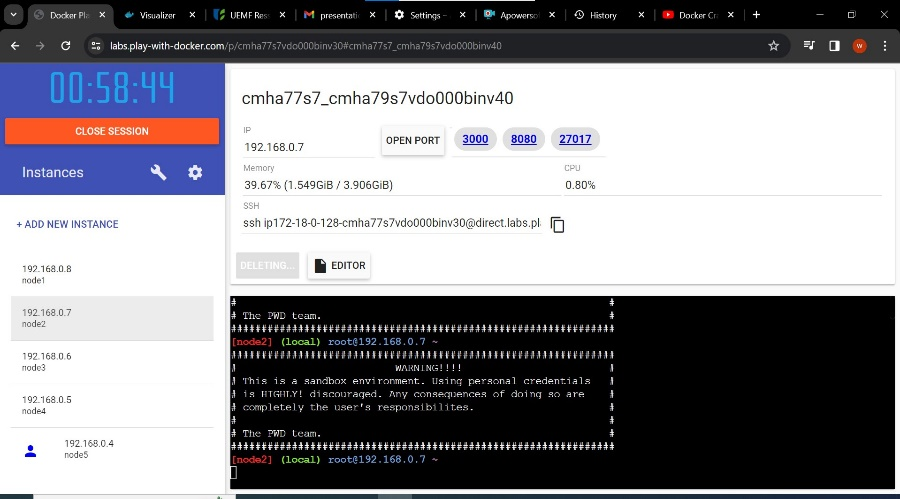 Docker Pla
Visualizer
UEMF Res
presentati
Settings –
Apowerso
History
Docker Cr
labs.play-with-docker.com/p/cmha77s7vdo000binv30#cmha77s7_cmha79s7vdo000binv40
W
00:58:44
CLOSE SESSION
Instances
+ ADD NEW INSTANCE
192.168.0.8
node1
192.168.0.7
node2
192.168.0.6
node3
192.168.0.5
node4
192.168.0.4
node5
cmha77s7_cmha79s7vdo000binv40
IP
192.168.0.7
OPEN PORT
3000
8080
27017
Memory
39.67% (1.549GiB / 3.906GiB)
CPU
0.80%
SSH
ssh ip172-18-0-128-cmha77s7vdo000binv30@direct.labs.pl
DELETING...
EDITOR
# #
# The PWD team. #
###############################################################
[node2] (local) root@192.168.0.7 ~
###############################################################
# WARNING!!!! #
# This is a sandbox environment. Using personal credentials #
# is HIGHLY! discouraged. Any consequences of doing so are #
# completely the user's responsibilites. #
# #
# The PWD team. #
###############################################################
[node2] (local) root@192.168.0.7 ~